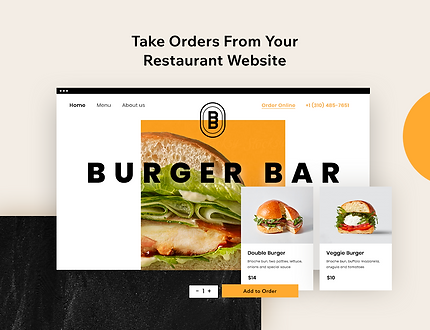 Take Orders From Your
Restaurant Website
Home Menu About us
B
Order Online +1 (310) 485-7653
BURGER BAR
Double Burger
Brioche bun, two patties, lettuce,
onions and special sauce
$14
Veggie Burger
Brioche bun, buffalo mozzarella,
arugula and tomatoes
$10
- 1 +
Add to Order